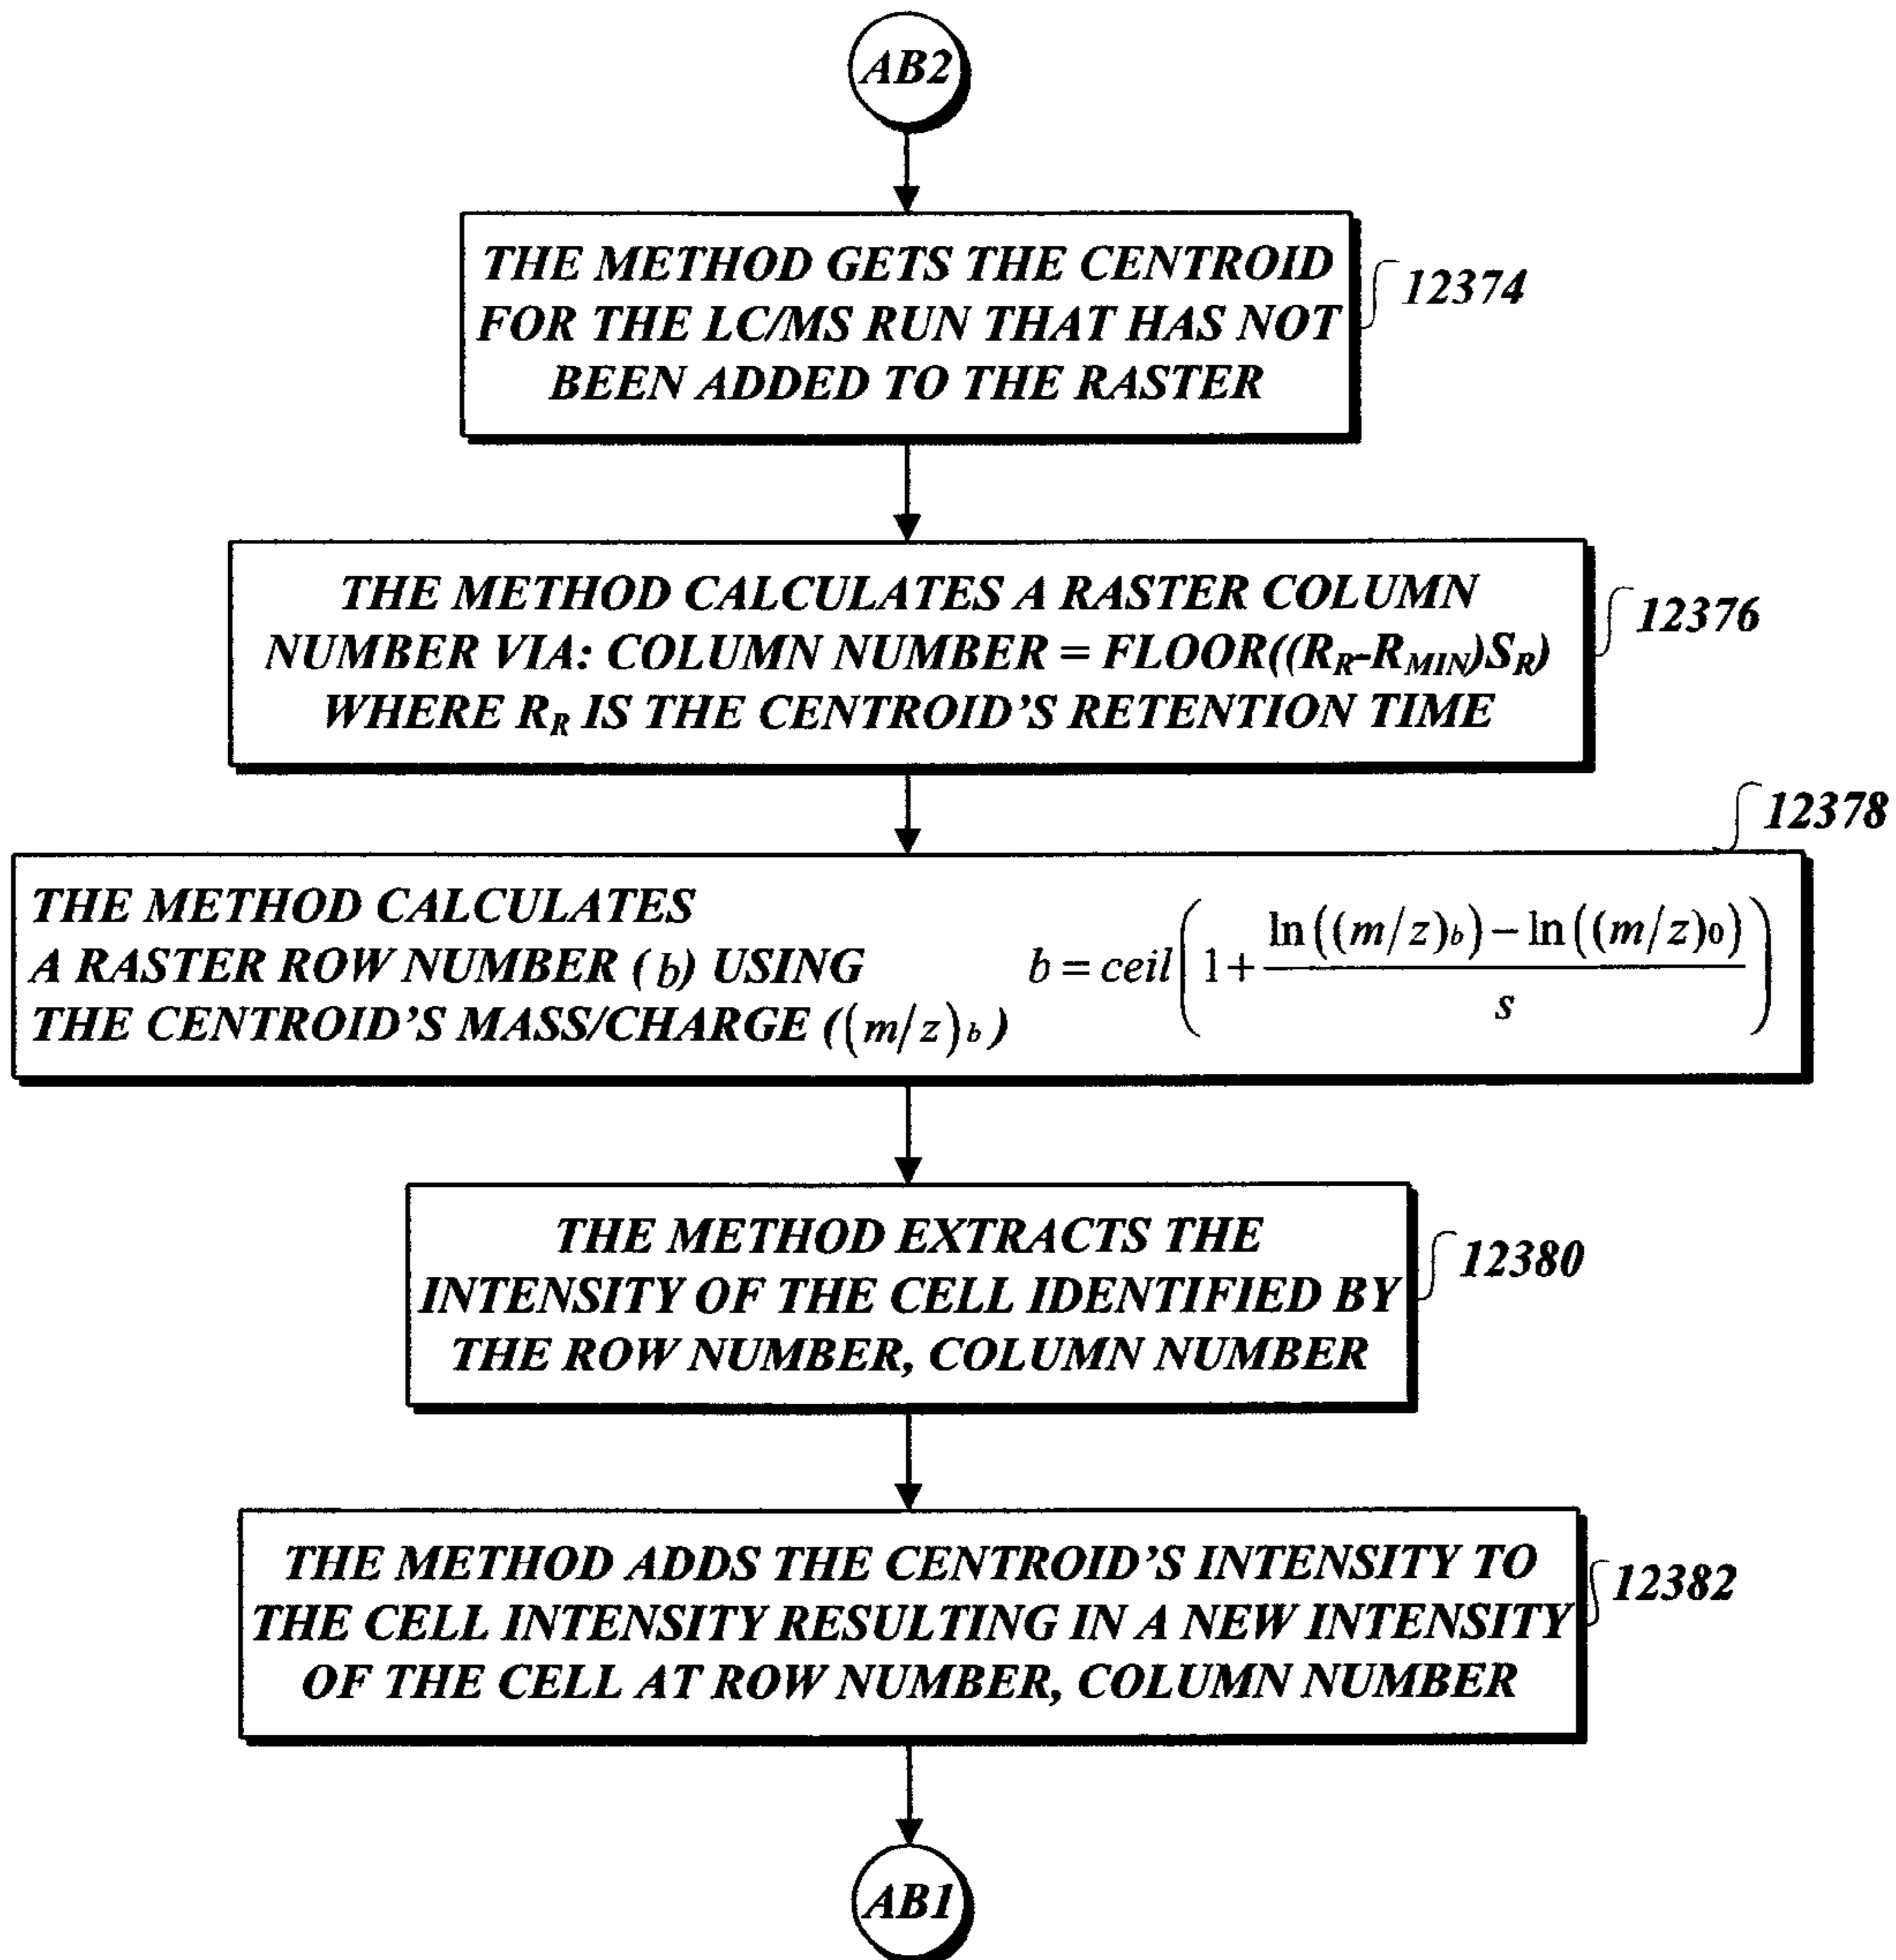 AB2
THE METHOD GETS THE CENTROID
FOR THE LC/MS RUN THAT HAS NOT
BEEN ADDED TO THE RASTER
12374
THE METHOD CALCULATES A RASTER COLUMN
NUMBER VIA: COLUMN NUMBER = FLOOR((R_R-R_MIN)S_R)
WHERE R_R IS THE CENTROID'S RETENTION TIME
12376
12378
THE METHOD CALCULATES
A RASTER ROW NUMBER (b) USING
THE CENTROID'S MASS/CHARGE ((m/z)_b)
b = ceil(1 + (ln((m/z)_b) − ln((m/z)_0))/s)
THE METHOD EXTRACTS THE
INTENSITY OF THE CELL IDENTIFIED BY
THE ROW NUMBER, COLUMN NUMBER
12380
THE METHOD ADDS THE CENTROID'S INTENSITY TO
THE CELL INTENSITY RESULTING IN A NEW INTENSITY
OF THE CELL AT ROW NUMBER, COLUMN NUMBER
12382
AB1